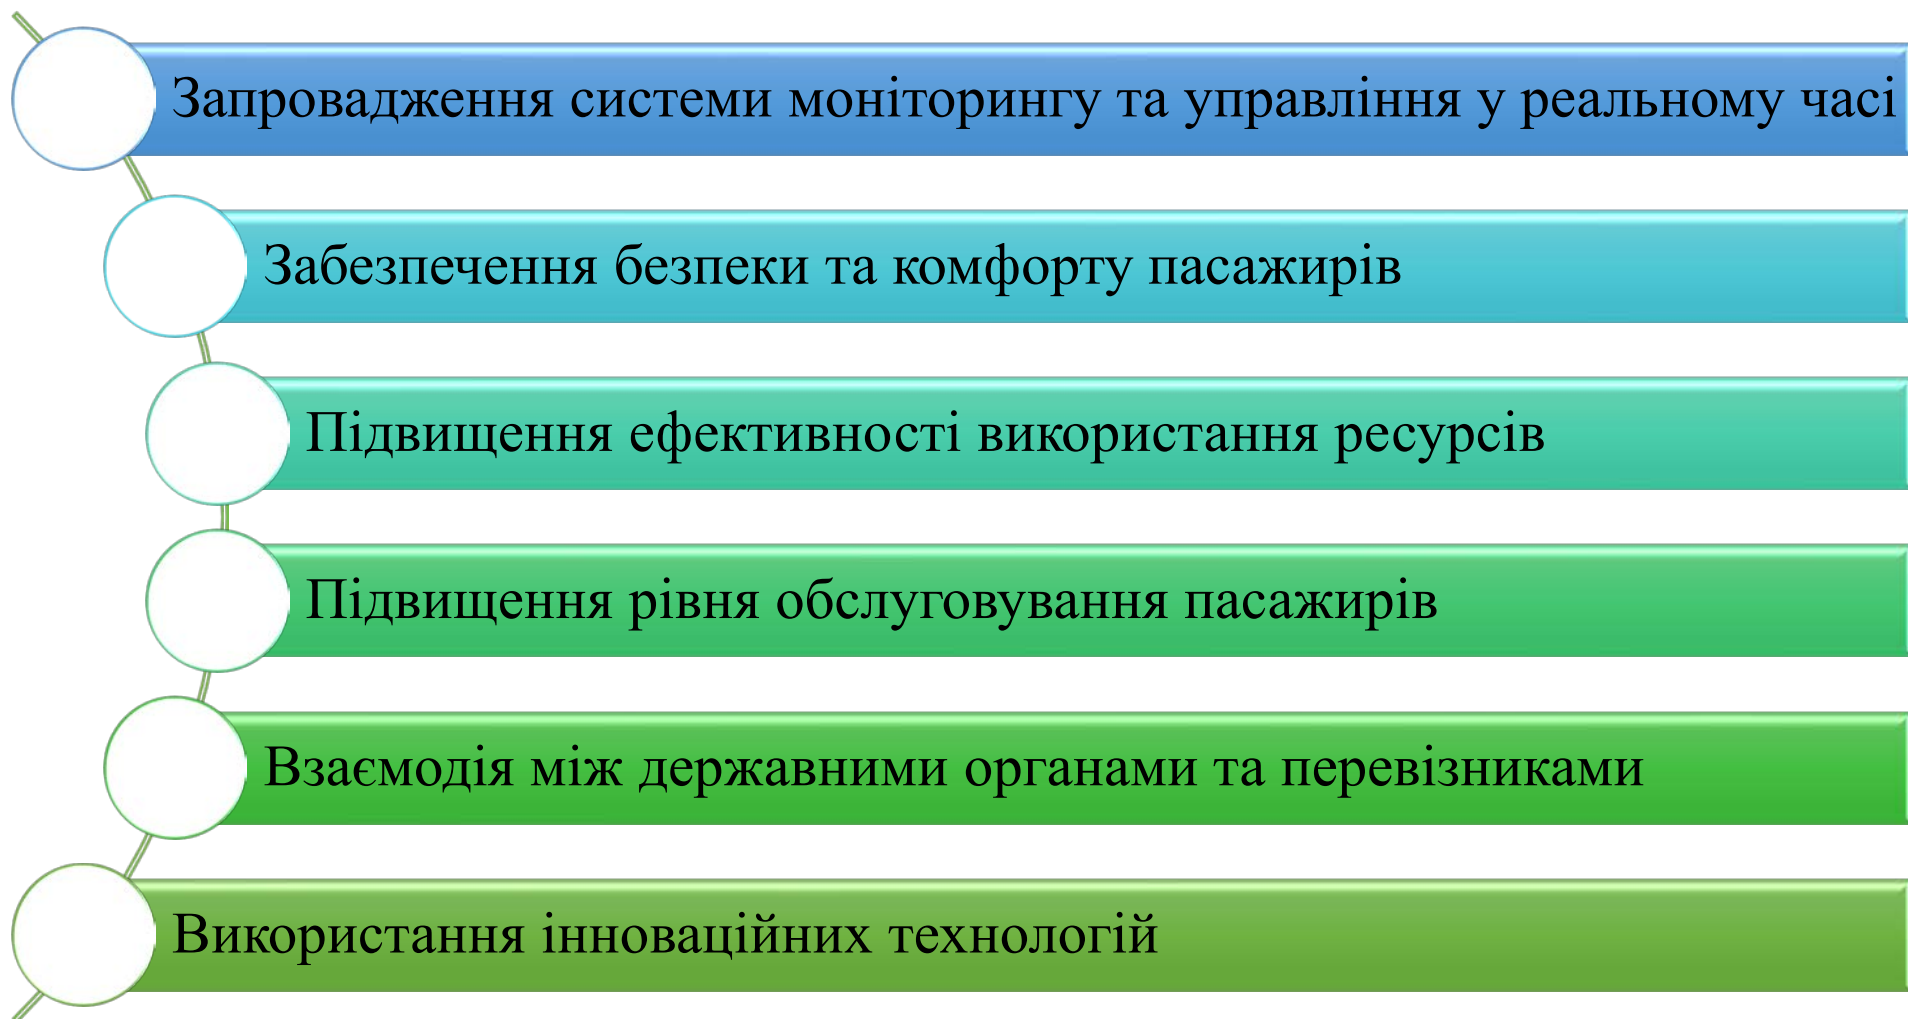 Запровадження системи моніторингу та управління у реальному часі
Забезпечення безпеки та комфорту пасажирів
Підвищення ефективності використання ресурсів
Підвищення рівня обслуговування пасажирів
Взаємодія між державними органами та перевізниками
Використання інноваційних технологій